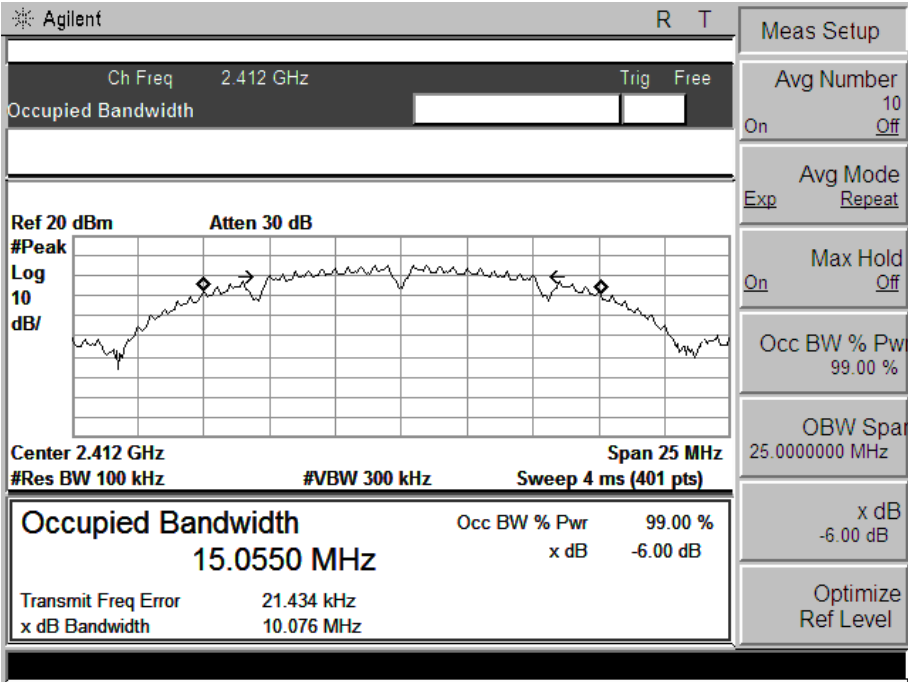 Agilent R T
Ch Freq 2.412 GHz Trig Free
Occupied Bandwidth
Ref 20 dBm Atten 30 dB
#Peak
Log
10
dB/
Center 2.412 GHz Span 25 MHz
#Res BW 100 kHz #VBW 300 kHz Sweep 4 ms (401 pts)
Occupied Bandwidth
15.0550 MHz
Occ BW % Pwr 99.00 %
x dB -6.00 dB
Transmit Freq Error 21.434 kHz
x dB Bandwidth 10.076 MHz
Meas Setup
Avg Number
10
On Off
Avg Mode
Exp Repeat
Max Hold
On Off
Occ BW % Pwr
99.00 %
OBW Spar
25.0000000 MHz
x dB
-6.00 dB
Optimize
Ref Level